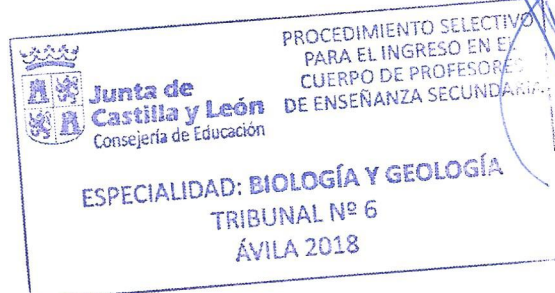 PROCEDIMIENTO SELECTIVO
PARA EL INGRESO EN EL
CUERPO DE PROFESORES
DE ENSEÑANZA SECUNDARIA
Junta de
Castilla y León
Consejería de Educación
ESPECIALIDAD: BIOLOGÍA Y GEOLOGÍA
TRIBUNAL Nº 6
ÁVILA 2018